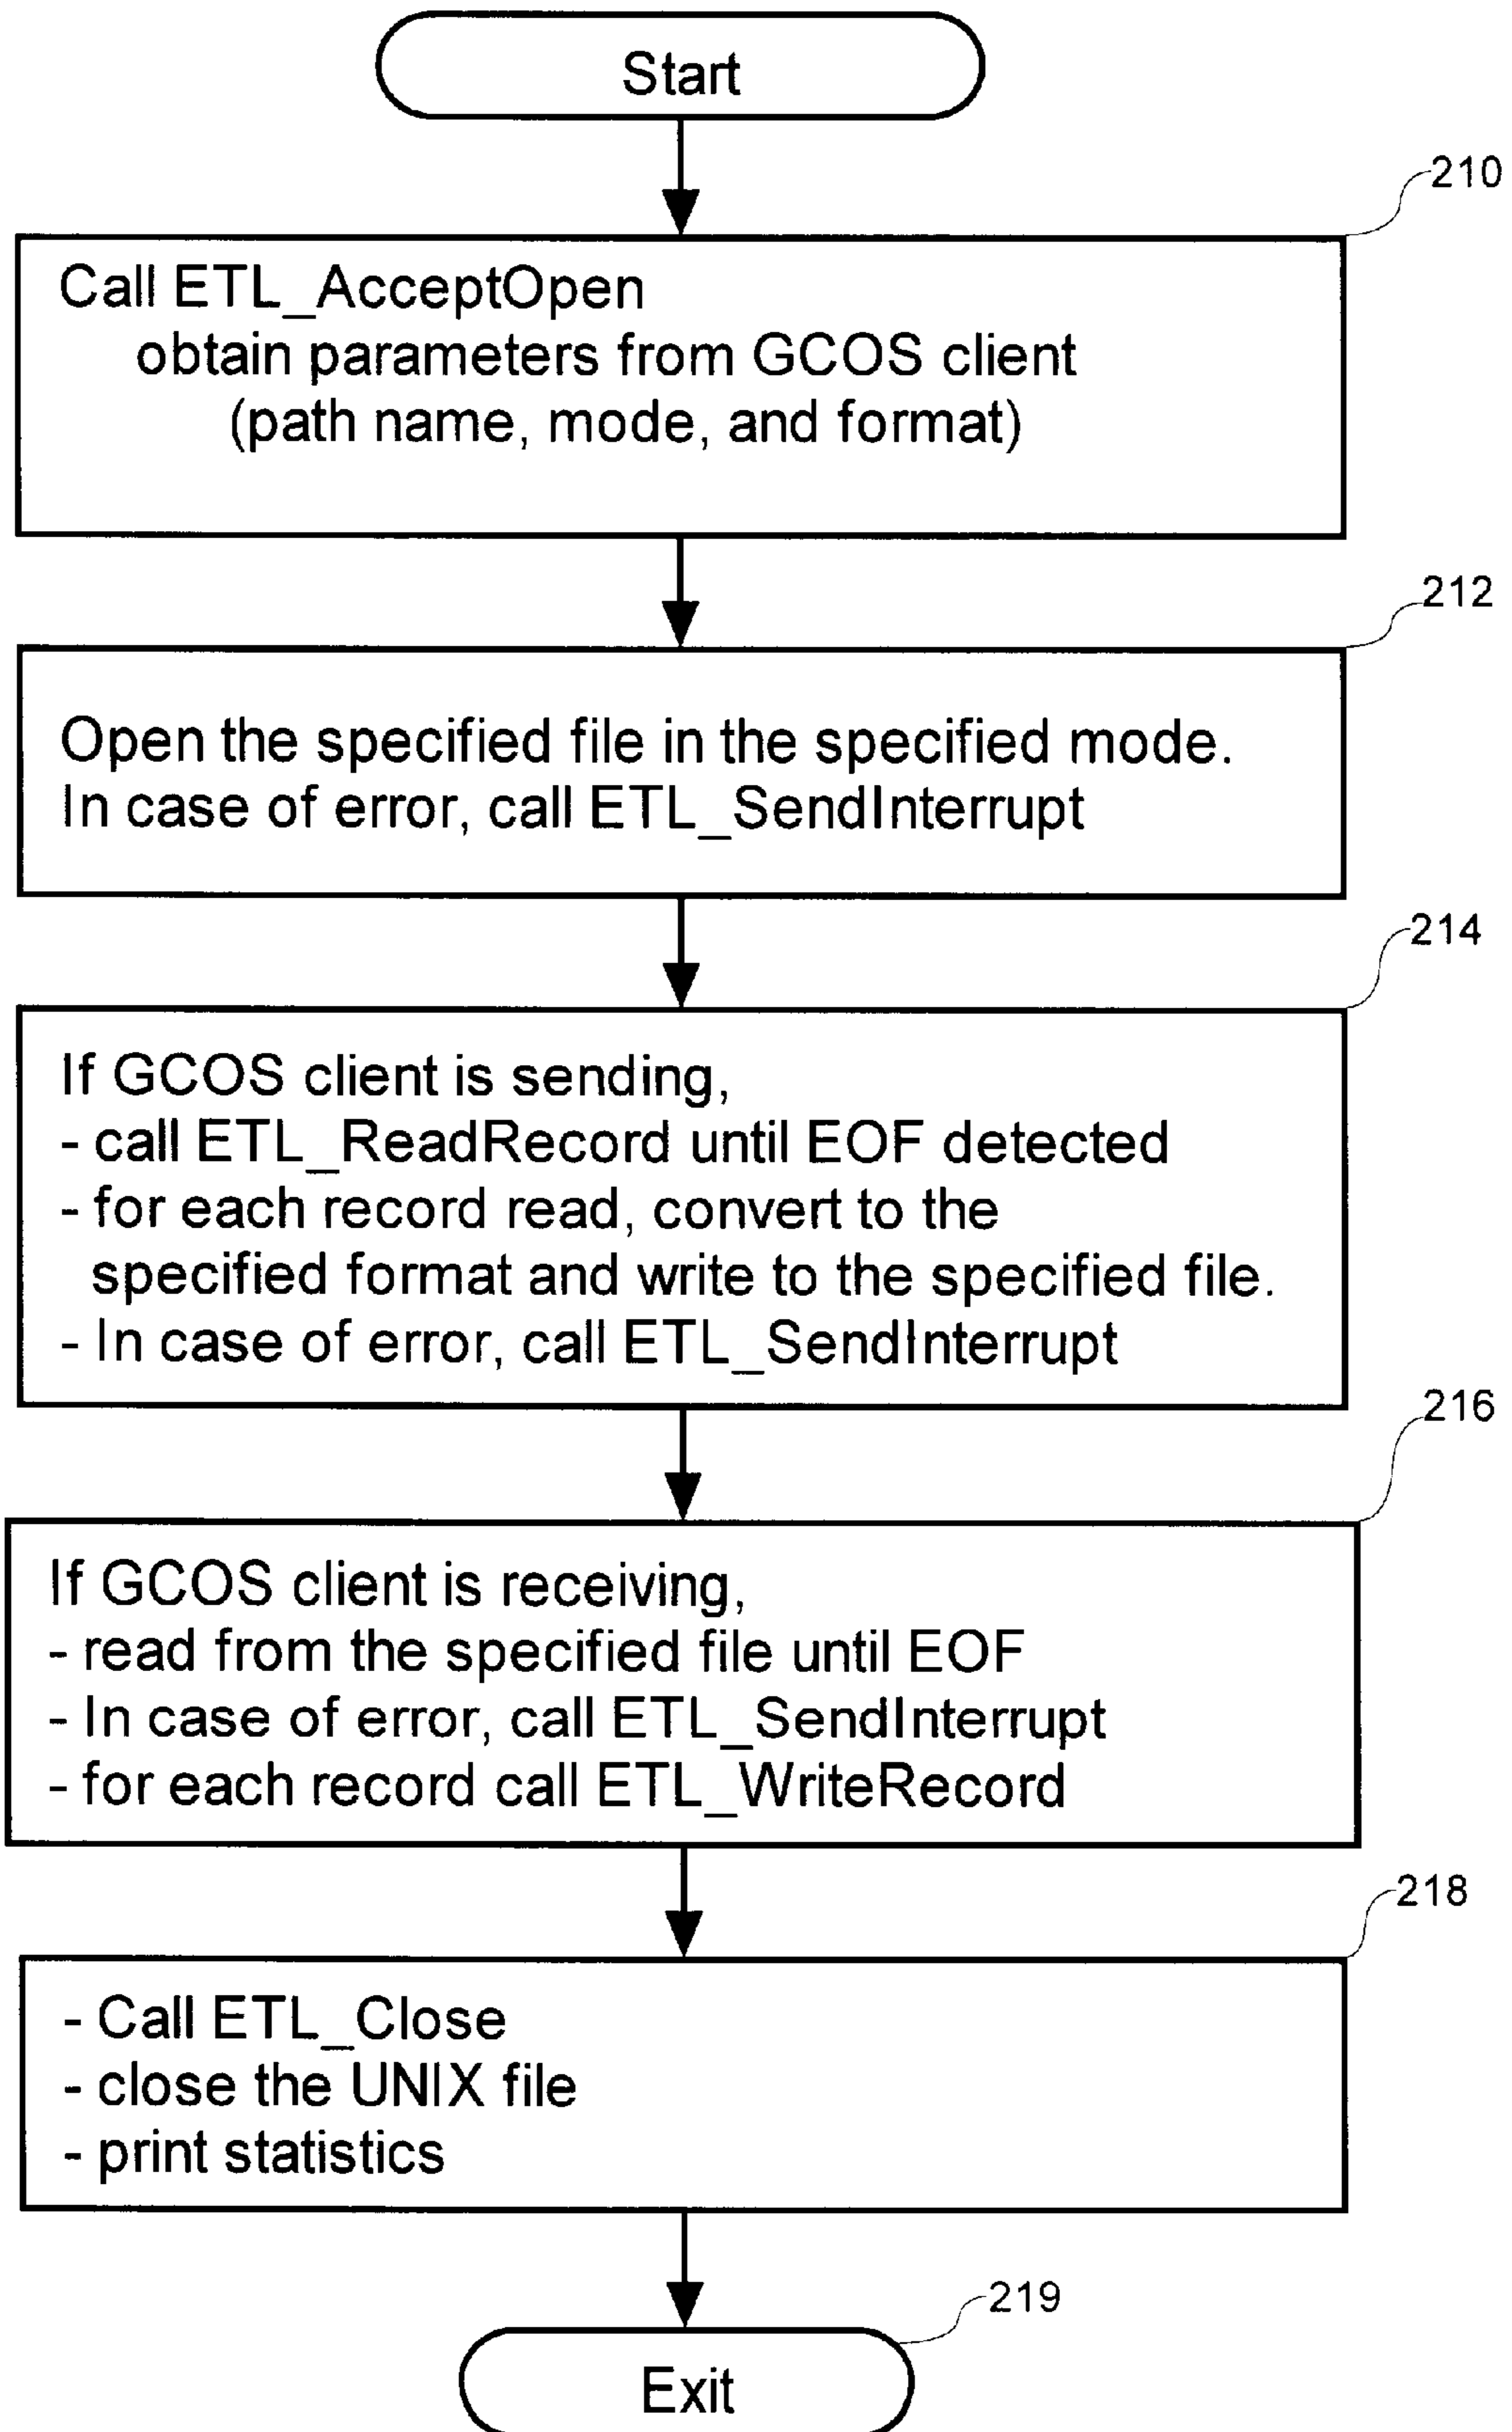 Start
210
Call ETL_AcceptOpen
obtain parameters from GCOS client
(path name, mode, and format)
212
Open the specified file in the specified mode.
In case of error, call ETL_SendInterrupt
214
If GCOS client is sending,
- call ETL_ReadRecord until EOF detected
- for each record read, convert to the
specified format and write to the specified file.
- In case of error, call ETL_SendInterrupt
216
If GCOS client is receiving,
- read from the specified file until EOF
- In case of error, call ETL_SendInterrupt
- for each record call ETL_WriteRecord
218
- Call ETL_Close
- close the UNIX file
- print statistics
219
Exit